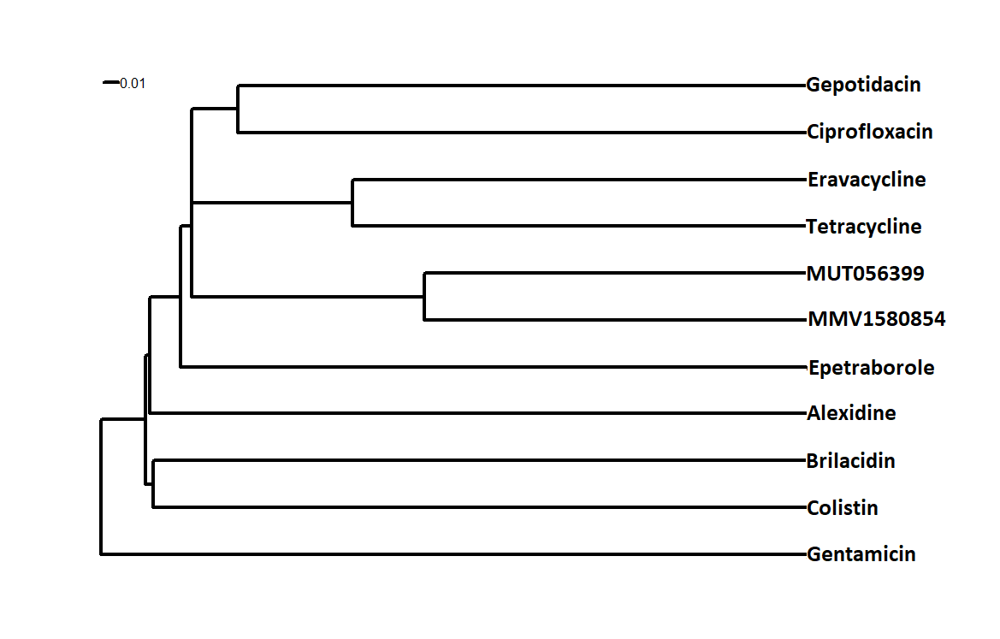 0.01
Gepotidacin
Ciprofloxacin
Eravacycline
Tetracycline
MUT056399
MMV1580854
Epetraborole
Alexidine
Brilacidin
Colistin
Gentamicin